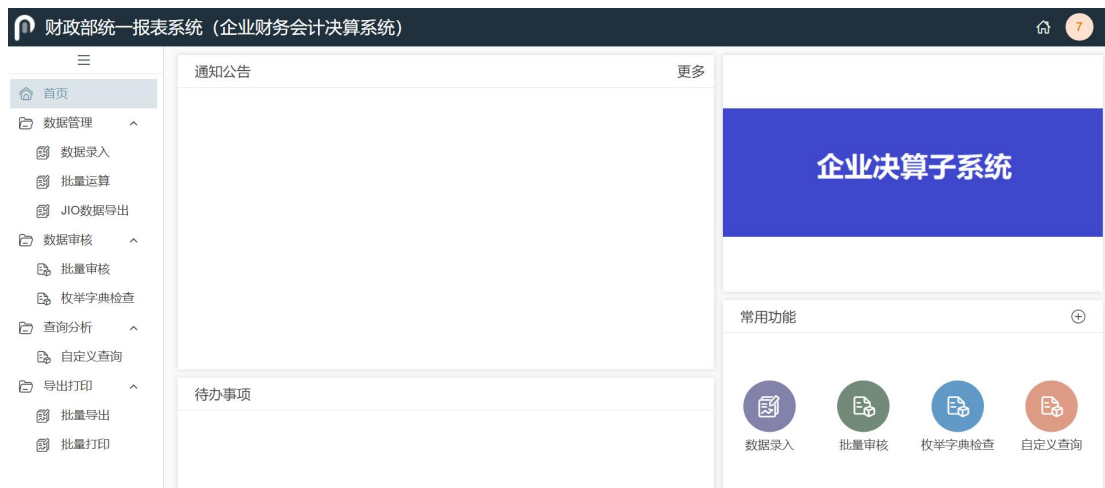 财政部统一报表系统（企业财务会计决算系统）
7
首页
数据管理
数据录入
批量运算
JIO数据导出
数据审核
批量审核
枚举字典检查
查询分析
自定义查询
导出打印
批量导出
批量打印
通知公告
更多
待办事项
企业决算子系统
常用功能
数据录入
批量审核
枚举字典检查
自定义查询